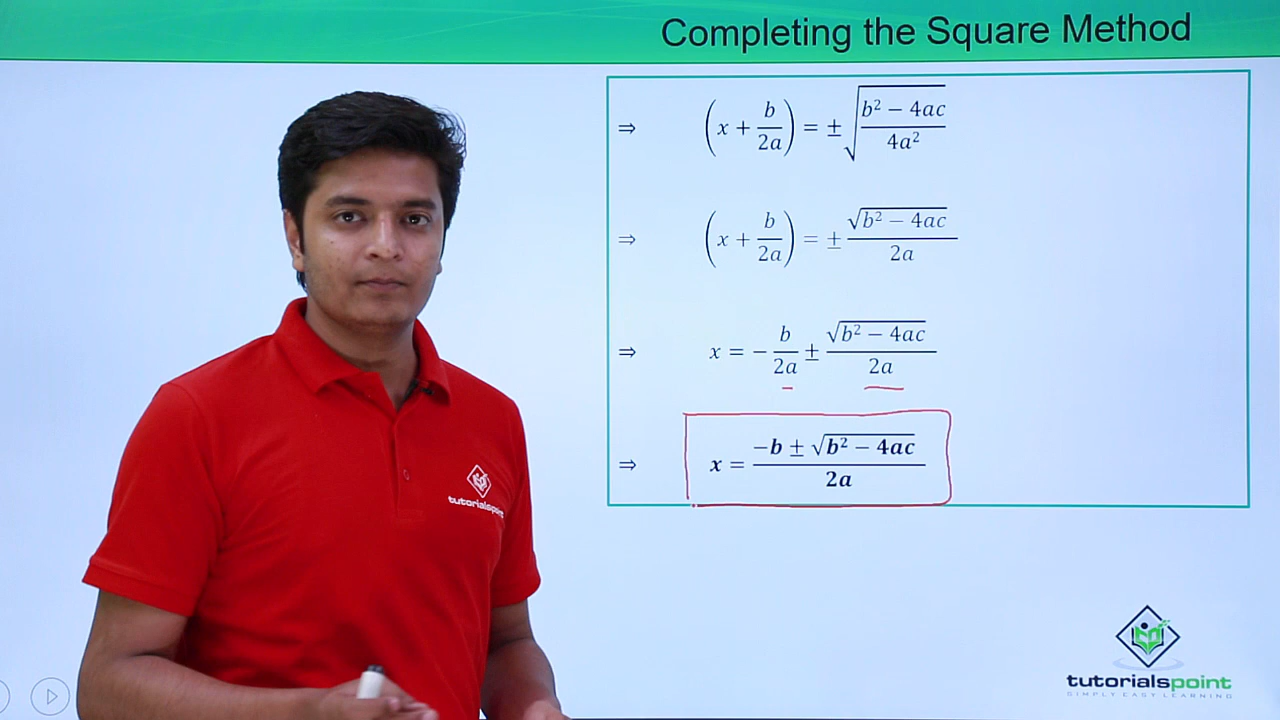 Completing the Square Method
⇒ (x + b/2a) = ± √((b² − 4ac)/4a²)
⇒ (x + b/2a) = ± √(b² − 4ac)/2a
⇒ x = − b/2a ± √(b² − 4ac)/2a
⇒ x = (−b ± √(b² − 4ac))/2a
tutorialspoint
tutorialspoint
SIMPLY EASY LEARNING